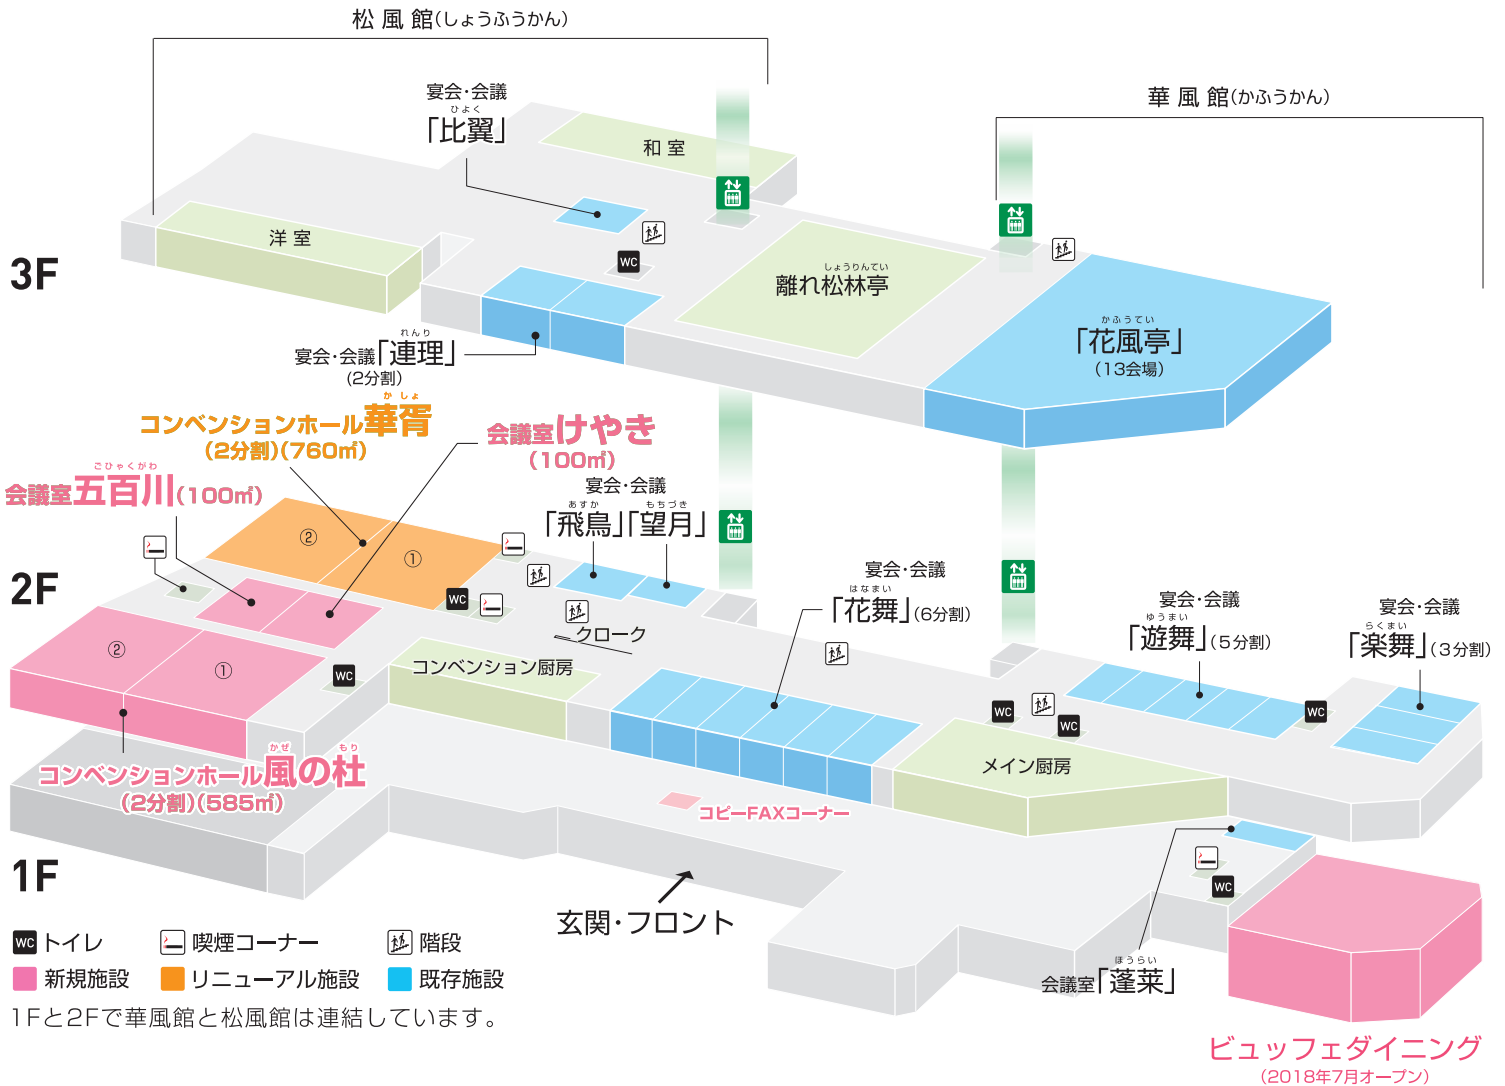 松風館(しょうふうかん)
華風館(かふうかん)
宴会・会議
ひよく
「比翼」
和室
洋室
しょうりんてい
離れ松林亭
WC
3F
れんり
宴会・会議「連理」
(2分割)
かふうてい
「花風亭」
(13会場)
かしょ
コンベンションホール華胥
(2分割)(760㎡)
会議室けやき
(100㎡)
ごひゃくがわ
会議室五百川(100㎡)
宴会・会議
あすか もちづき
「飛鳥」「望月」
②
①
2F
WC
宴会・会議
はなまい
「花舞」(6分割)
宴会・会議
ゆうまい
「遊舞」(5分割)
宴会・会議
らくまい
「楽舞」(3分割)
クローク
②
①
WC
コンベンション厨房
WC
WC
WC
メイン厨房
かぜ もり
コンベンションホール風の杜
(2分割)(585㎡)
コピーFAXコーナー
1F
WC
玄関・フロント
ほうらい
会議室「蓬莱」
WC トイレ
喫煙コーナー
階段
新規施設
リニューアル施設
既存施設
1Fと2Fで華風館と松風館は連結しています。
ビュッフェダイニング
(2018年7月オープン)